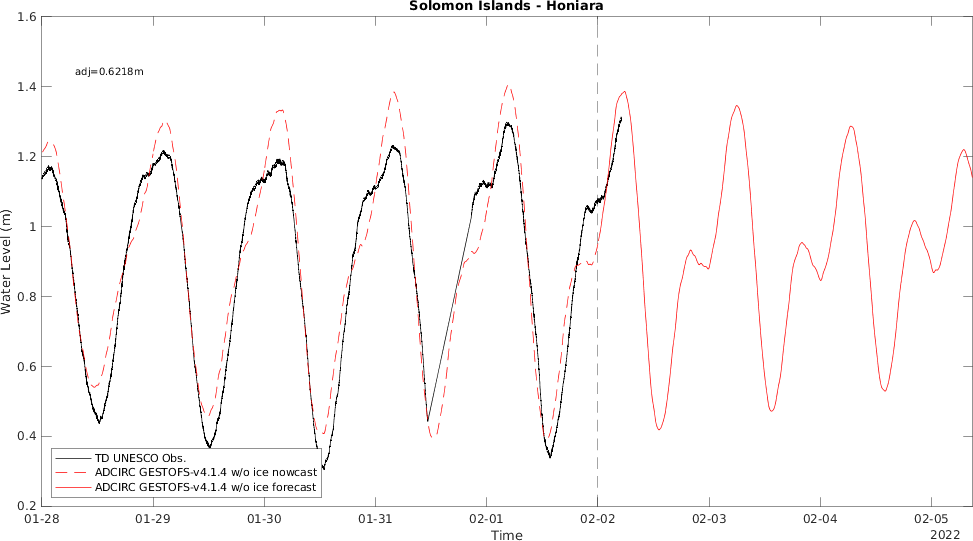 Solomon Islands - Honiara
1.6
adj=0.6218m
1.4
1.2
1
0.8
0.6
0.4
0.2
Water Level (m)
TD UNESCO Obs.
ADCIRC GESTOFS-v4.1.4 w/o ice nowcast
ADCIRC GESTOFS-v4.1.4 w/o ice forecast
01-28 01-29 01-30 01-31 02-01 02-02 02-03 02-04 02-05
Time
2022